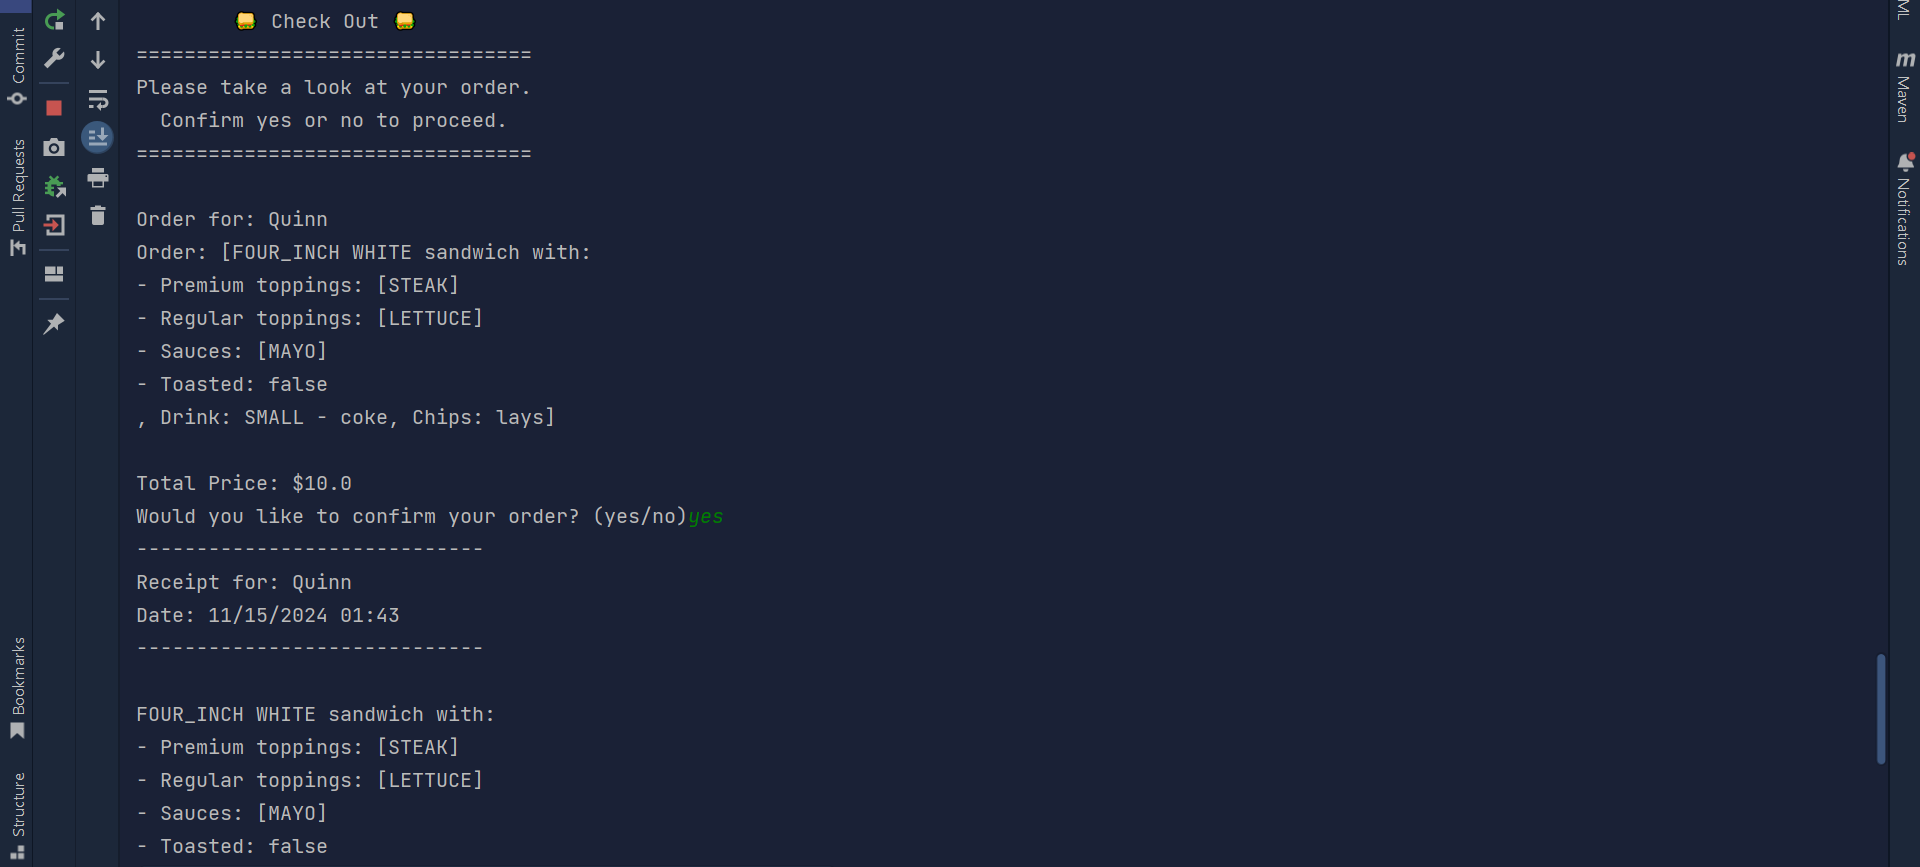 🍔 Check Out 🍔
=================================
Please take a look at your order.
  Confirm yes or no to proceed.
=================================
Order for: Quinn
Order: [FOUR_INCH WHITE sandwich with:
- Premium toppings: [STEAK]
- Regular toppings: [LETTUCE]
- Sauces: [MAYO]
- Toasted: false
, Drink: SMALL - coke, Chips: lays]
Total Price: $10.0
Would you like to confirm your order? (yes/no)yes
-----------------------------
Receipt for: Quinn
Date: 11/15/2024 01:43
-----------------------------
FOUR_INCH WHITE sandwich with:
- Premium toppings: [STEAK]
- Regular toppings: [LETTUCE]
- Sauces: [MAYO]
- Toasted: false
Commit
Pull Requests
Bookmarks
Structure
ML
m
Maven
Notifications